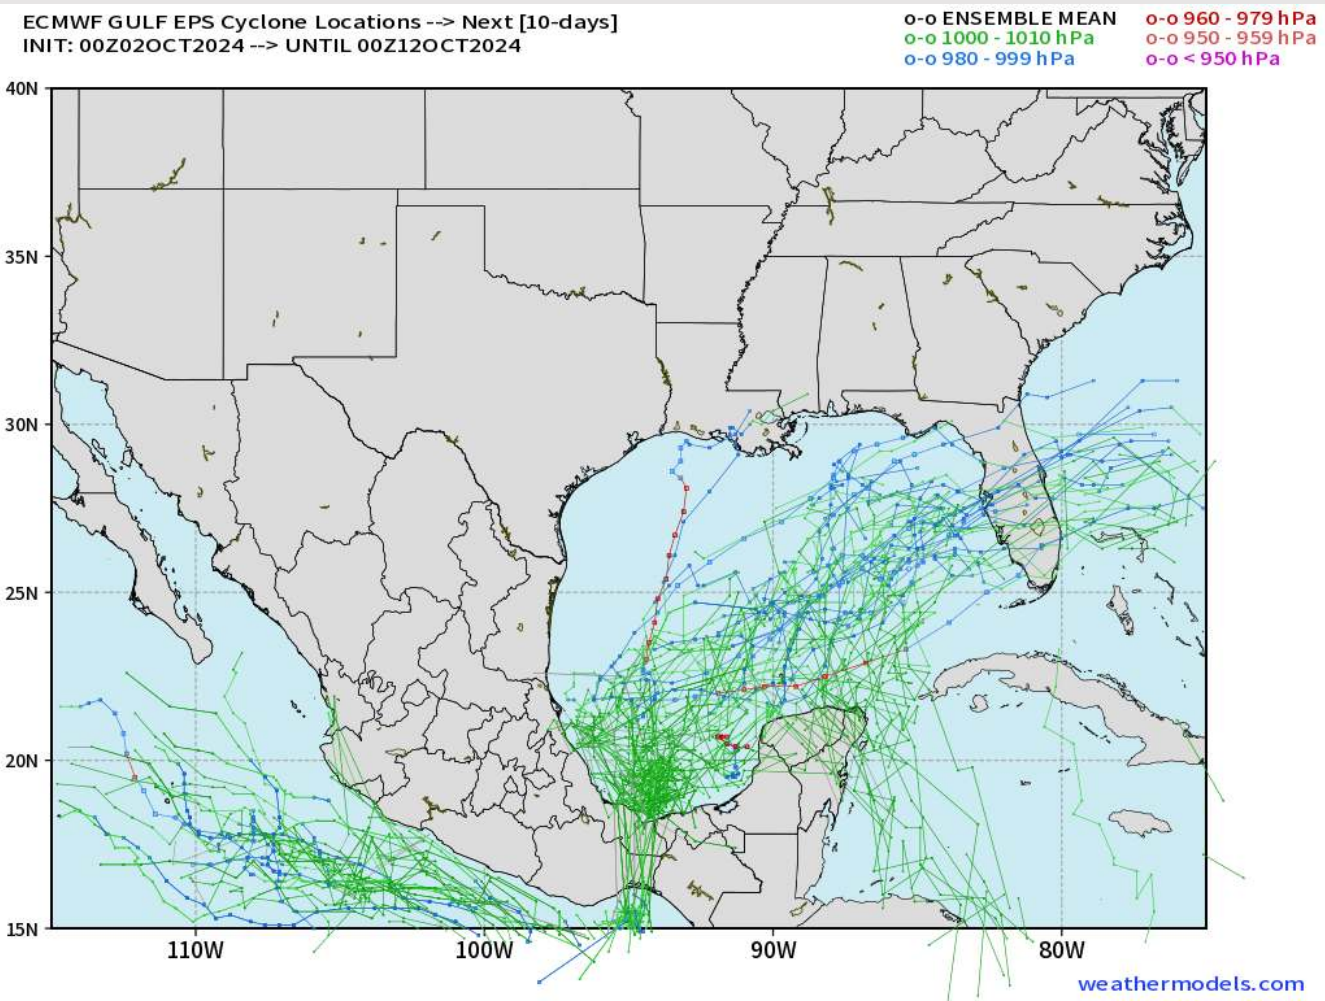 ECMWF GULF EPS Cyclone Locations --> Next [10-days]
INIT: 00Z02OCT2024 --> UNTIL 00Z12OCT2024
o-o ENSEMBLE MEAN
o-o 960 - 979 hPa
o-o 1000 - 1010 hPa
o-o 950 - 959 hPa
o-o 980 - 999 hPa
o-o < 950 hPa
40N
35N
30N
25N
20N
15N
110W
100W
90W
80W
weathermodels.com